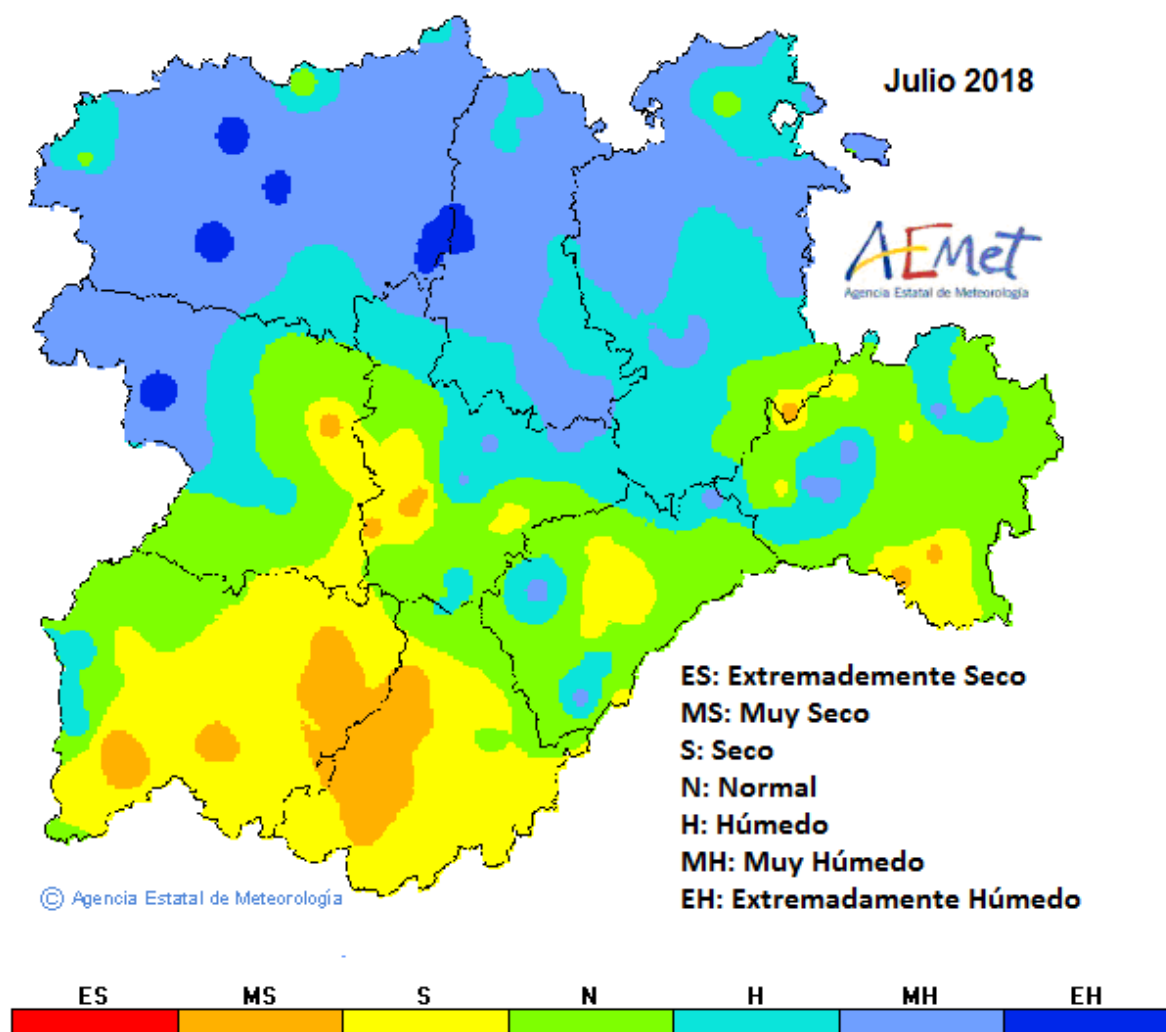 Julio 2018
AEMet
Agencia Estatal de Meteorología
ES: Extremademente Seco
MS: Muy Seco
S: Seco
N: Normal
H: Húmedo
MH: Muy Húmedo
EH: Extremadamente Húmedo
© Agencia Estatal de Meteorología
ES MS S N H MH EH